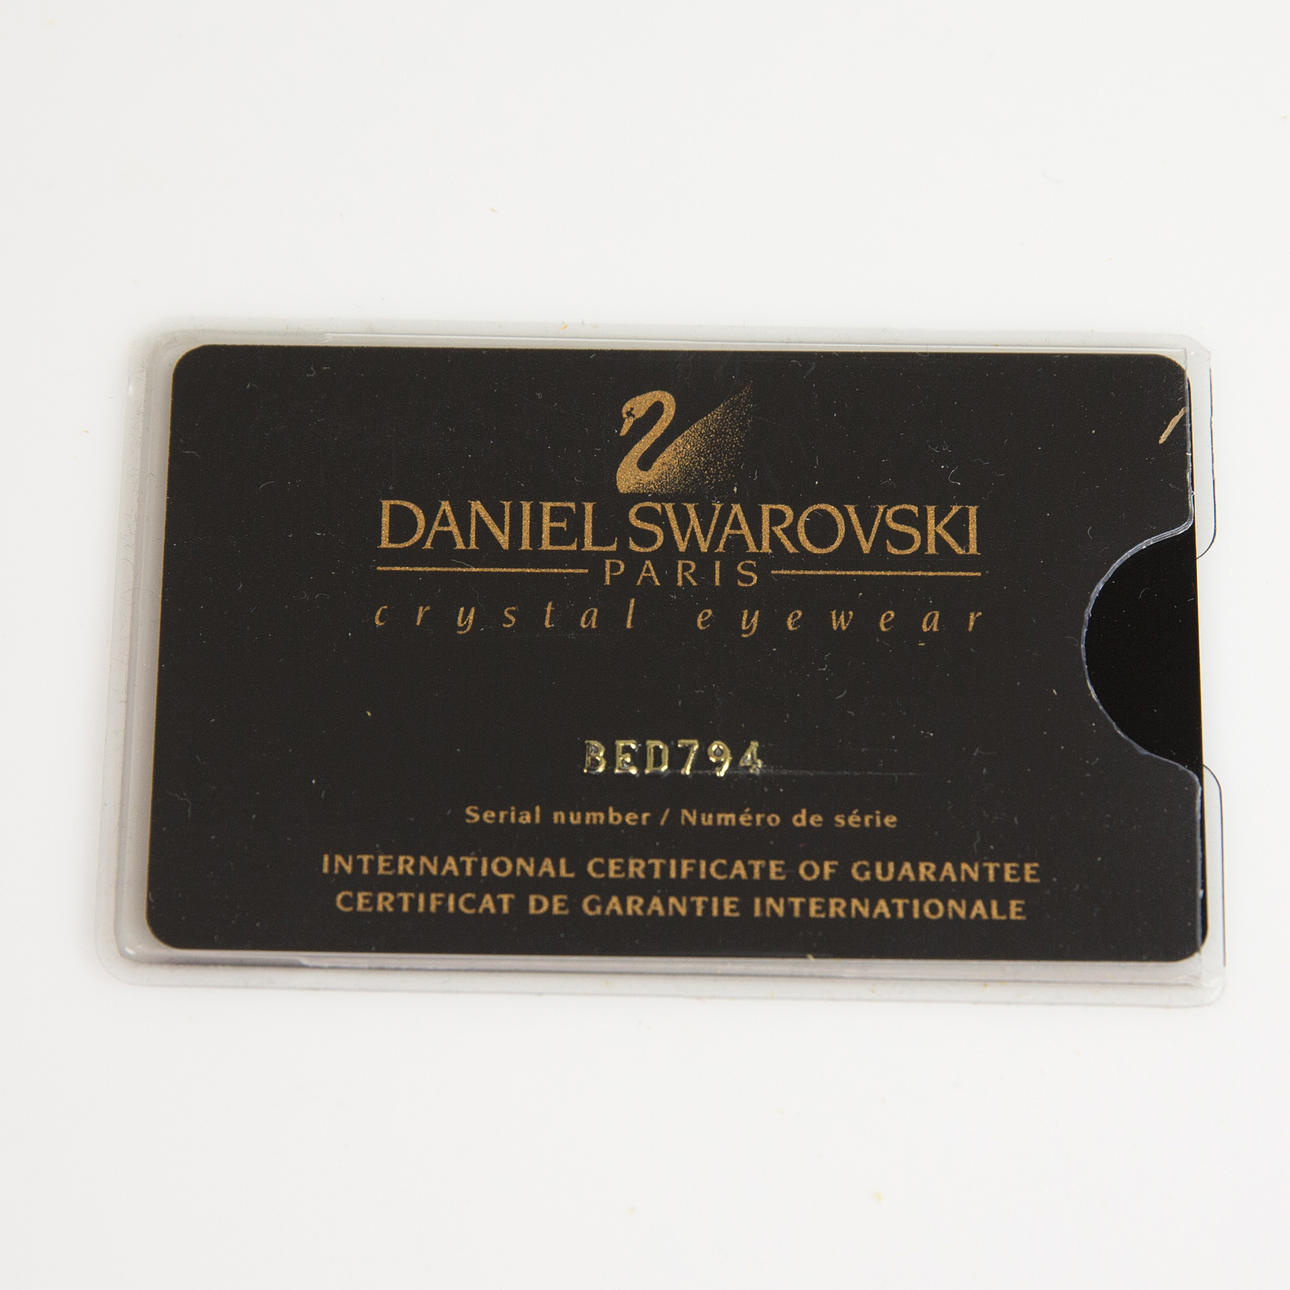 DANIEL SWAROVSKI
PARIS
crystal eyewear
BED794
Serial number / Numéro de série
INTERNATIONAL CERTIFICATE OF GUARANTEE
CERTIFICAT DE GARANTIE INTERNATIONALE